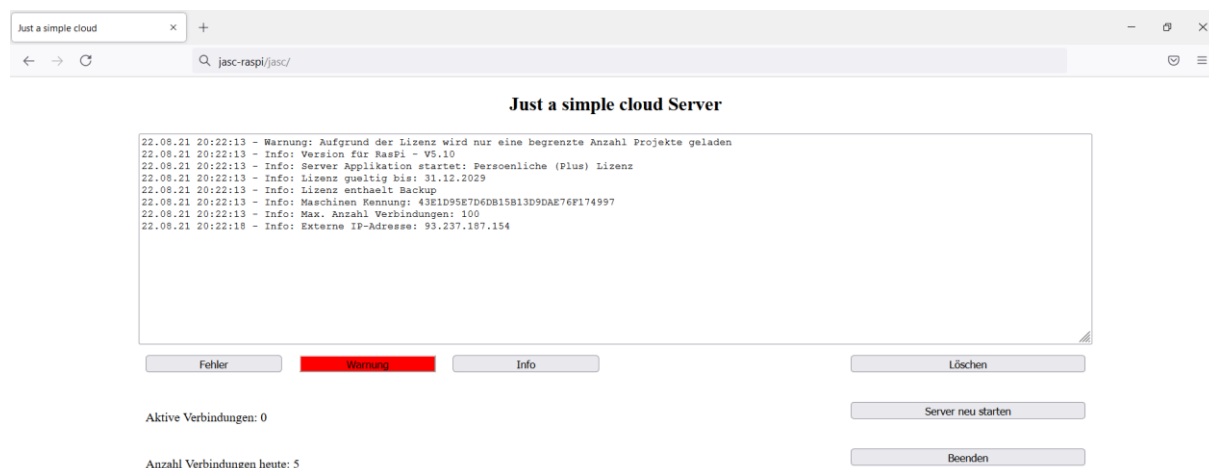 Just a simple cloud
jasc-raspi/jasc/
Just a simple cloud Server
22.08.21 20:22:13 - Warnung: Aufgrund der Lizenz wird nur eine begrenzte Anzahl Projekte geladen
22.08.21 20:22:13 - Info: Version für RasPi - V5.10
22.08.21 20:22:13 - Info: Server Applikation startet: Persoenliche (Plus) Lizenz
22.08.21 20:22:13 - Info: Lizenz gueltig bis: 31.12.2029
22.08.21 20:22:13 - Info: Lizenz enthaelt Backup
22.08.21 20:22:13 - Info: Maschinen Kennung: 43E1D95E7D6DB15B13D9DAE76F174997
22.08.21 20:22:13 - Info: Max. Anzahl Verbindungen: 100
22.08.21 20:22:18 - Info: Externe IP-Adresse: 93.237.187.154
Fehler Warnung Info Löschen
Aktive Verbindungen: 0 Server neu starten
Anzahl Verbindungen heute: 5 Beenden